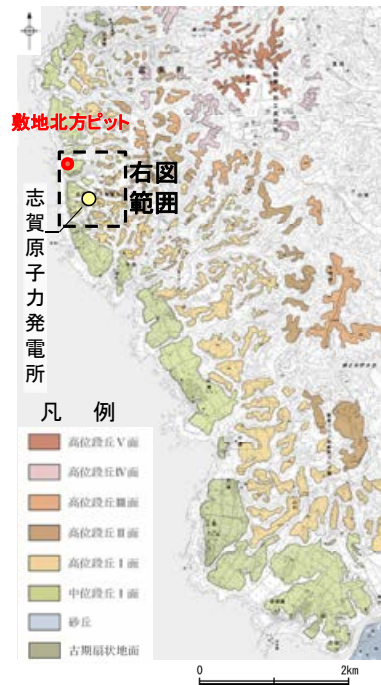 敷地北方ピット
右図
範囲
志賀原子力発電所
凡 例
高位段丘Ⅴ面
高位段丘Ⅳ面
高位段丘Ⅲ面
高位段丘Ⅱ面
高位段丘Ⅰ面
中位段丘Ⅰ面
砂丘
古期扇状地面
0 2km